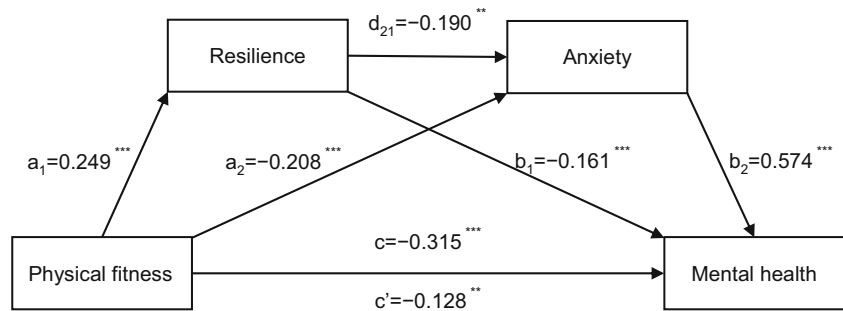 d21=−0.190 **
Resilience
Anxiety
a1=0.249 ***
a2=−0.208 ***
b1=−0.161 ***
b2=0.574 ***
c=−0.315 ***
Physical fitness
Mental health
c’=−0.128 **